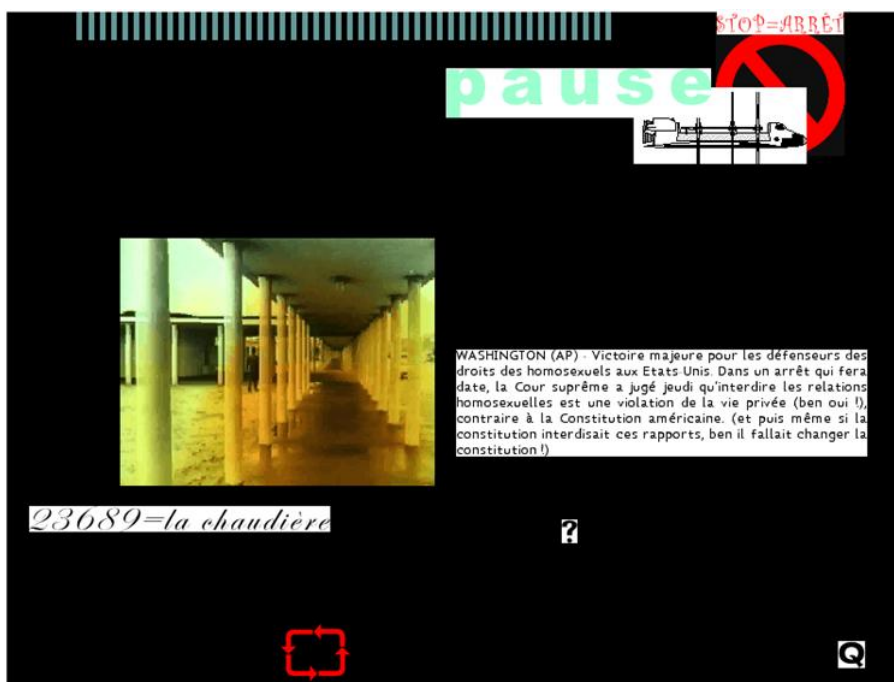 STOP=ARRÊT
pause
WASHINGTON (AP) - Victoire majeure pour les défenseurs des
droits des homosexuels aux Etats-Unis. Dans un arrêt qui fera
date, la Cour suprême a jugé jeudi qu'interdire les relations
homosexuelles est une violation de la vie privée (ben oui !),
contraire à la Constitution américaine. (et puis même si la
constitution interdisait ces rapports, ben il fallait changer la
constitution !)
23689=la chaudière
?
Q